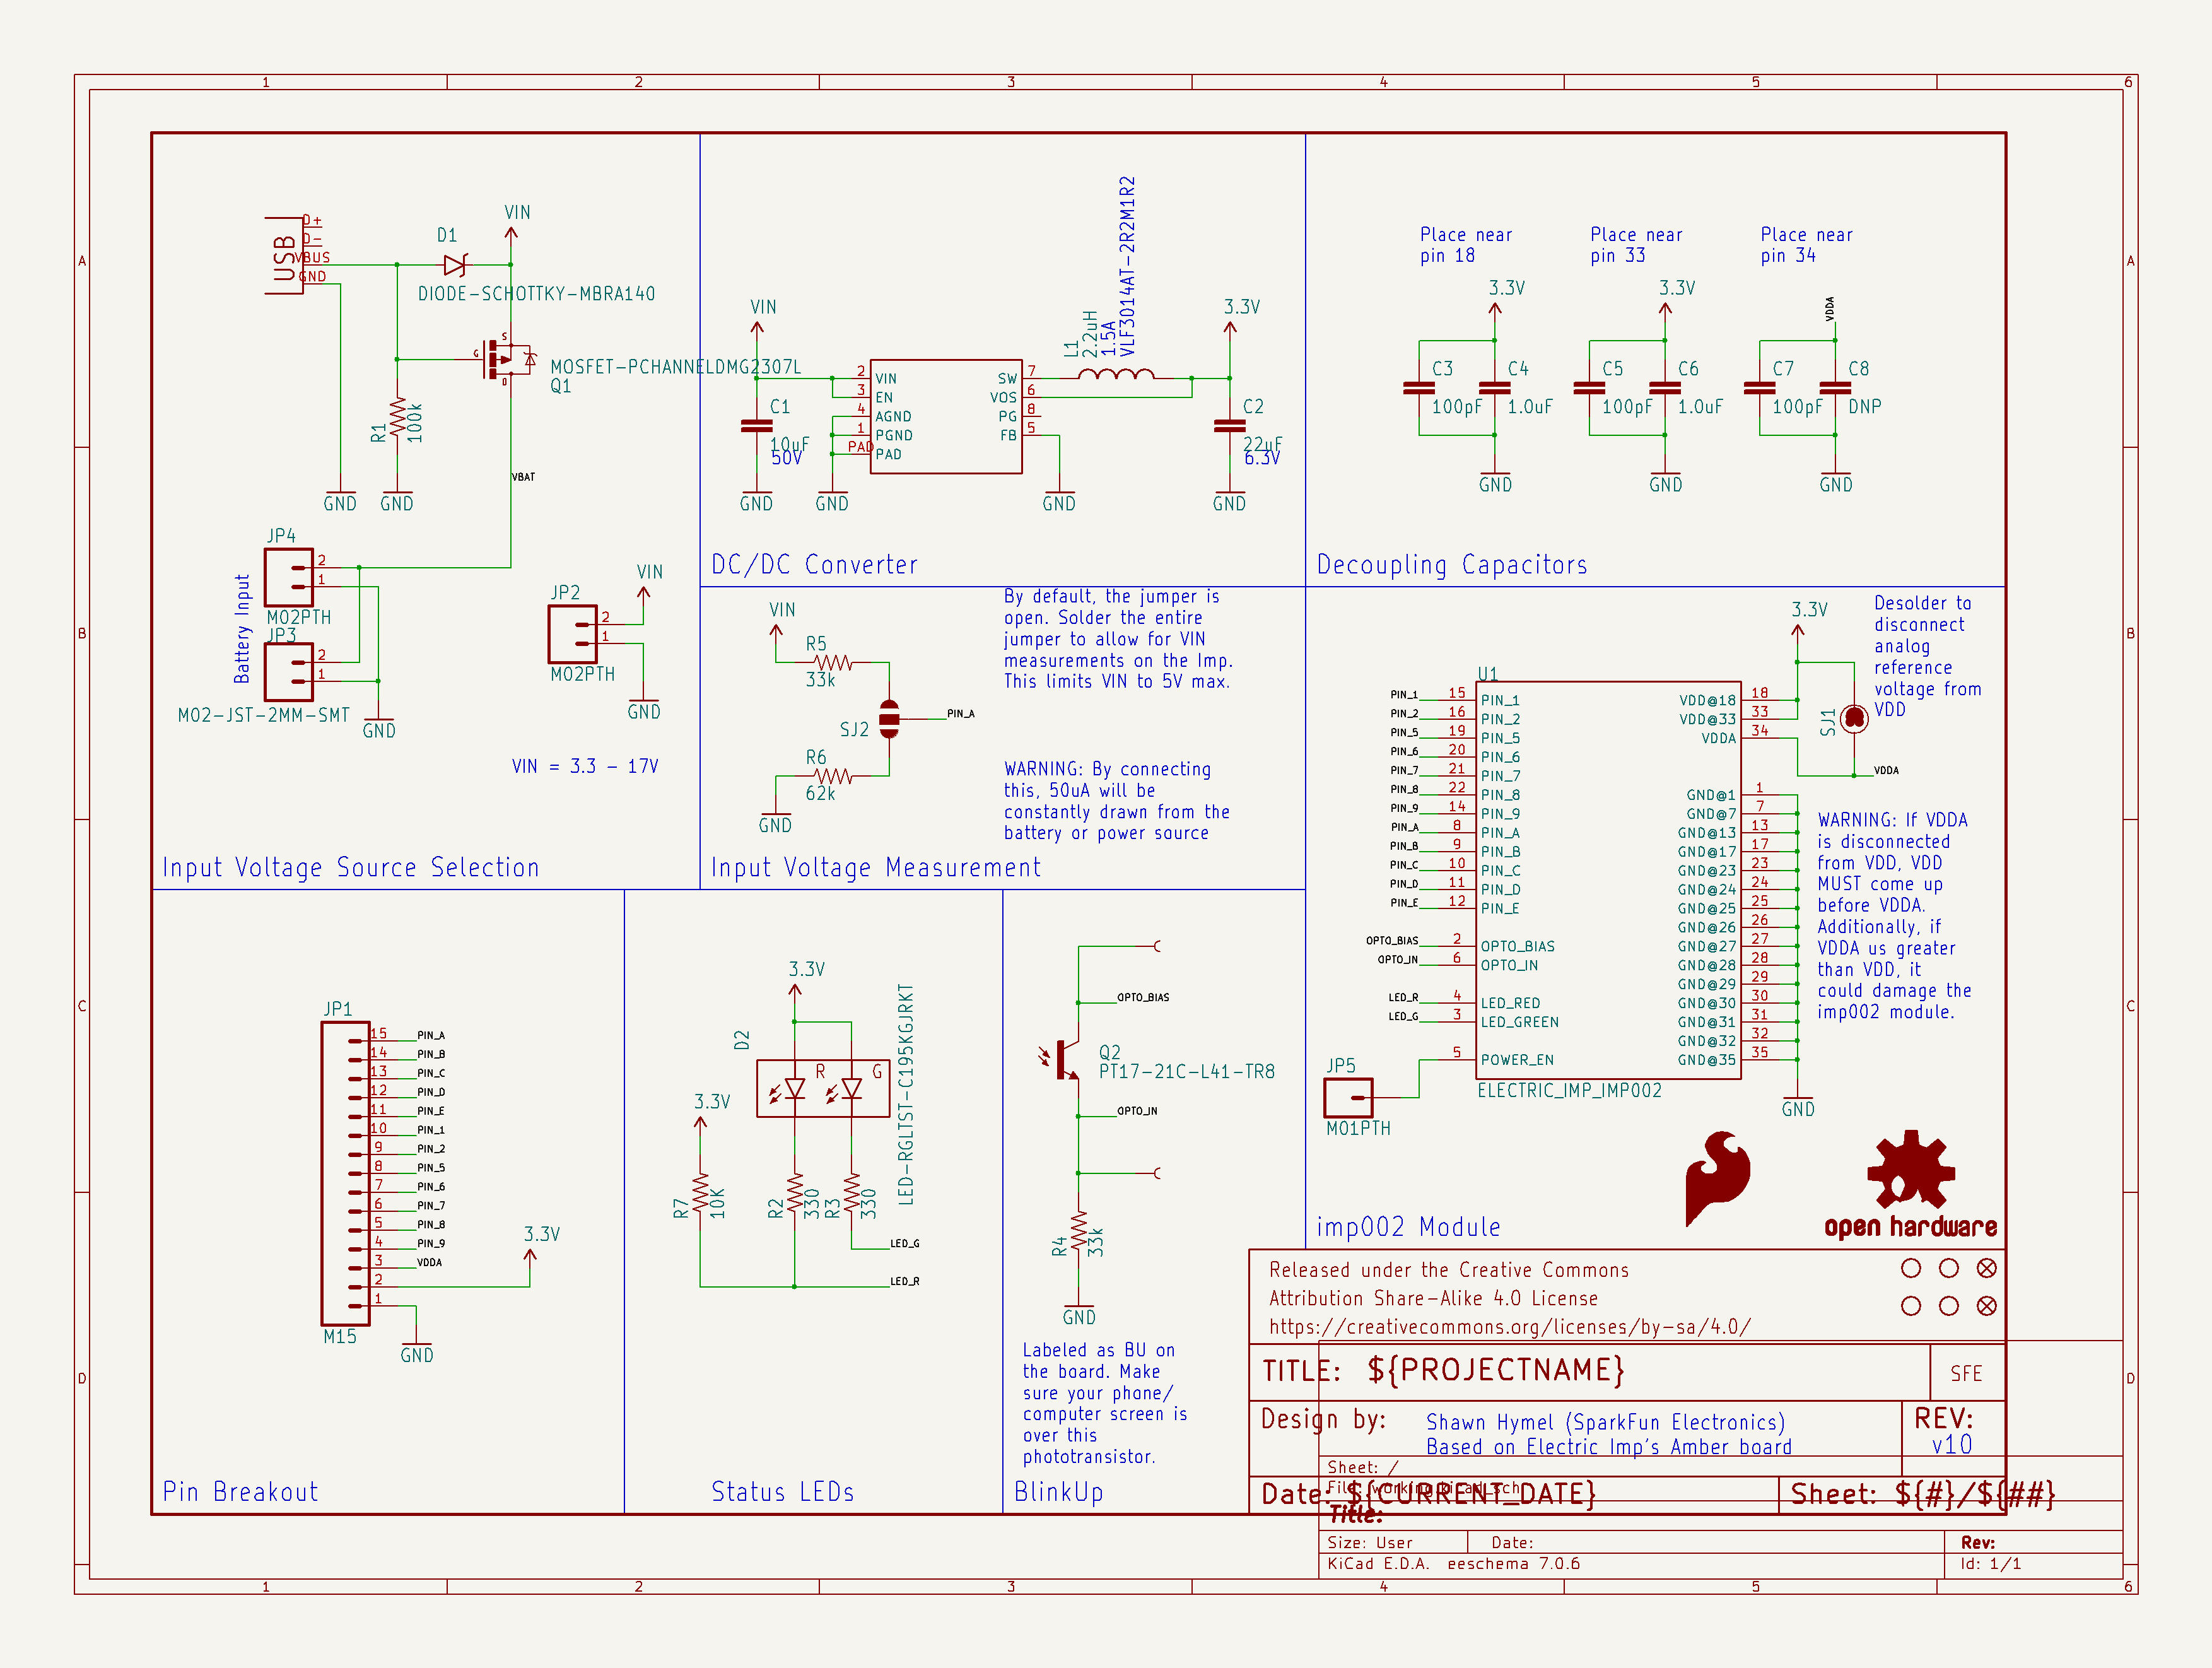 1 2 3 4 5 6
A
B
C
D
A
B
C
D
USB
D+
D-
VBUS
GND
D1
VIN
DIODE-SCHOTTKY-MBRA140
G
S
D
MOSFET-PCHANNELDMG2307L
Q1
R1
100k
GND
GND
VBAT
JP4
2
1
M02PTH
JP3
2
1
M02-JST-2MM-SMT
Battery Input
GND
JP2
2
1
M02PTH
VIN
GND
VIN = 3.3 - 17V
Input Voltage Source Selection
VIN
C1
10uF
50V
GND
GND
2 VIN
3 EN
4 AGND
1 PGND
PAD PAD
SW 7
VOS 6
PG 8
FB 5
L1
2.2uH
1.5A
VLF3014AT-2R2M1R2
3.3V
C2
22uF
6.3V
GND
GND
DC/DC Converter
Place near
pin 18
Place near
pin 33
Place near
pin 34
3.3V
3.3V
VDDA
C3
100pF
C4
1.0uF
C5
100pF
C6
1.0uF
C7
100pF
C8
DNP
GND
GND
GND
Decoupling Capacitors
VIN
R5
33k
SJ2
PIN_A
R6
62k
GND
By default, the jumper is
open. Solder the entire
jumper to allow for VIN
measurements on the Imp.
This limits VIN to 5V max.
WARNING: By connecting
this, 50uA will be
constantly drawn from the
battery or power source
Input Voltage Measurement
U1
PIN_1 15 PIN_1
PIN_2 16 PIN_2
PIN_5 19 PIN_5
PIN_6 20 PIN_6
PIN_7 21 PIN_7
PIN_8 22 PIN_8
PIN_9 14 PIN_9
PIN_A 8 PIN_A
PIN_B 9 PIN_B
PIN_C 10 PIN_C
PIN_D 11 PIN_D
PIN_E 12 PIN_E
OPTO_BIAS 2 OPTO_BIAS
OPTO_IN 6 OPTO_IN
LED_R 4 LED_RED
LED_G 3 LED_GREEN
5 POWER_EN
VDD@18 18
VDD@33 33
VDDA 34
GND@1 1
GND@7 7
GND@13 13
GND@17 17
GND@23 23
GND@24 24
GND@25 25
GND@26 26
GND@27 27
GND@28 28
GND@29 29
GND@30 30
GND@31 31
GND@32 32
GND@35 35
ELECTRIC_IMP_IMP002
JP5
M01PTH
3.3V
SJ1
VDDA
GND
Desolder to
disconnect
analog
reference
voltage from
VDD
WARNING: If VDDA
is disconnected
from VDD, VDD
MUST come up
before VDDA.
Additionally, if
VDDA us greater
than VDD, it
could damage the
imp002 module.
open hardware
imp002 Module
JP1
15 PIN_A
14 PIN_B
13 PIN_C
12 PIN_D
11 PIN_E
10 PIN_1
9 PIN_2
8 PIN_5
7 PIN_6
6 PIN_7
5 PIN_8
4 PIN_9
3 VDDA
2
1
M15
3.3V
GND
Pin Breakout
3.3V
D2
R
G
LED-RGLTST-C195KGJRKT
3.3V
R7
10K
R2
330
R3
330
LED_G
LED_R
Status LEDs
OPTO_BIAS
Q2
PT17-21C-L41-TR8
OPTO_IN
R4
33k
GND
Labeled as BU on
the board. Make
sure your phone/
computer screen is
over this
phototransistor.
BlinkUp
Released under the Creative Commons
Attribution Share-Alike 4.0 License
https://creativecommons.org/licenses/by-sa/4.0/
TITLE: ${PROJECTNAME}
SFE
Design by:
Shawn Hymel (SparkFun Electronics)
Based on Electric Imp's Amber board
REV:
v10
Date: ${CURRENT_DATE}
Sheet: ${#}/${##}
Sheet: /
File: working.kicad_sch
Title:
Size: User
Date:
Rev:
KiCad E.D.A. eeschema 7.0.6
Id: 1/1
1 2 3 4 5 6